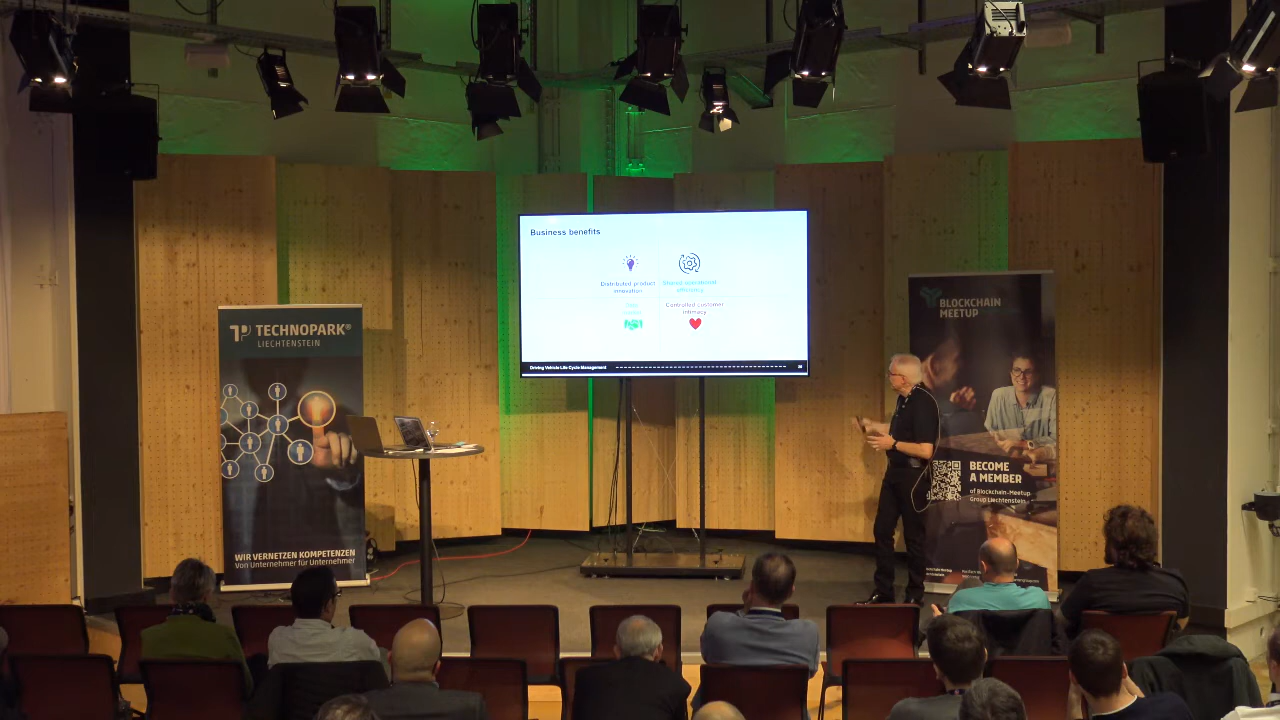 Business benefits
Distributed product
innovation
Shared operational
efficiency
Controlled customer
intimacy
Driving Vehicle Life Cycle Management
TECHNOPARK®
LIECHTENSTEIN
WIR VERNETZEN KOMPETENZEN
Von Unternehmer für Unternehmer
BLOCKCHAIN
MEETUP
BECOME
A MEMBER
of Blockchain-Meetup
Group Liechtenstein